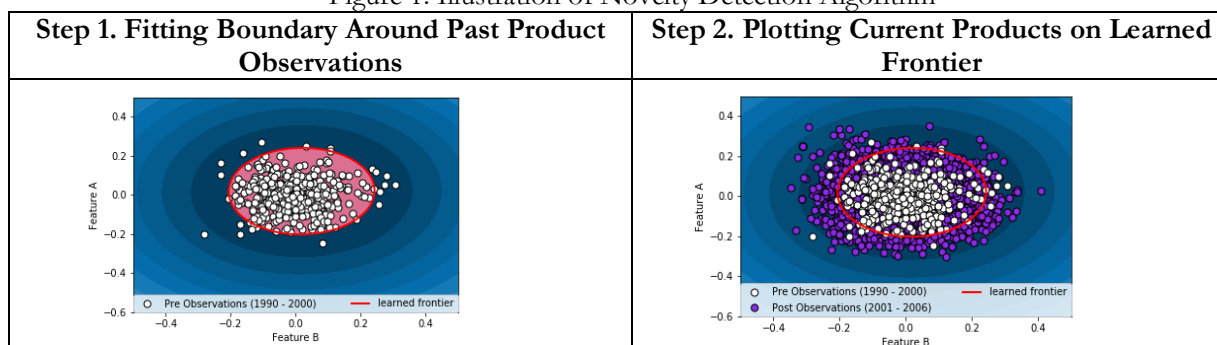 Figure 1. Illustration of Novelty Detection Algorithm
Step 1. Fitting Boundary Around Past Product
Observations
Step 2. Plotting Current Products on Learned
Frontier
0.4
0.2
0.0
−0.2
−0.4
−0.6
Feature A
Pre Observations (1990 - 2000)
learned frontier
−0.4 −0.2 0.0 0.2 0.4
Feature B
0.4
0.2
0.0
−0.2
−0.4
−0.6
Feature A
Pre Observations (1990 - 2000)
learned frontier
Post Observations (2001 - 2006)
−0.4 −0.2 0.0 0.2 0.4
Feature B